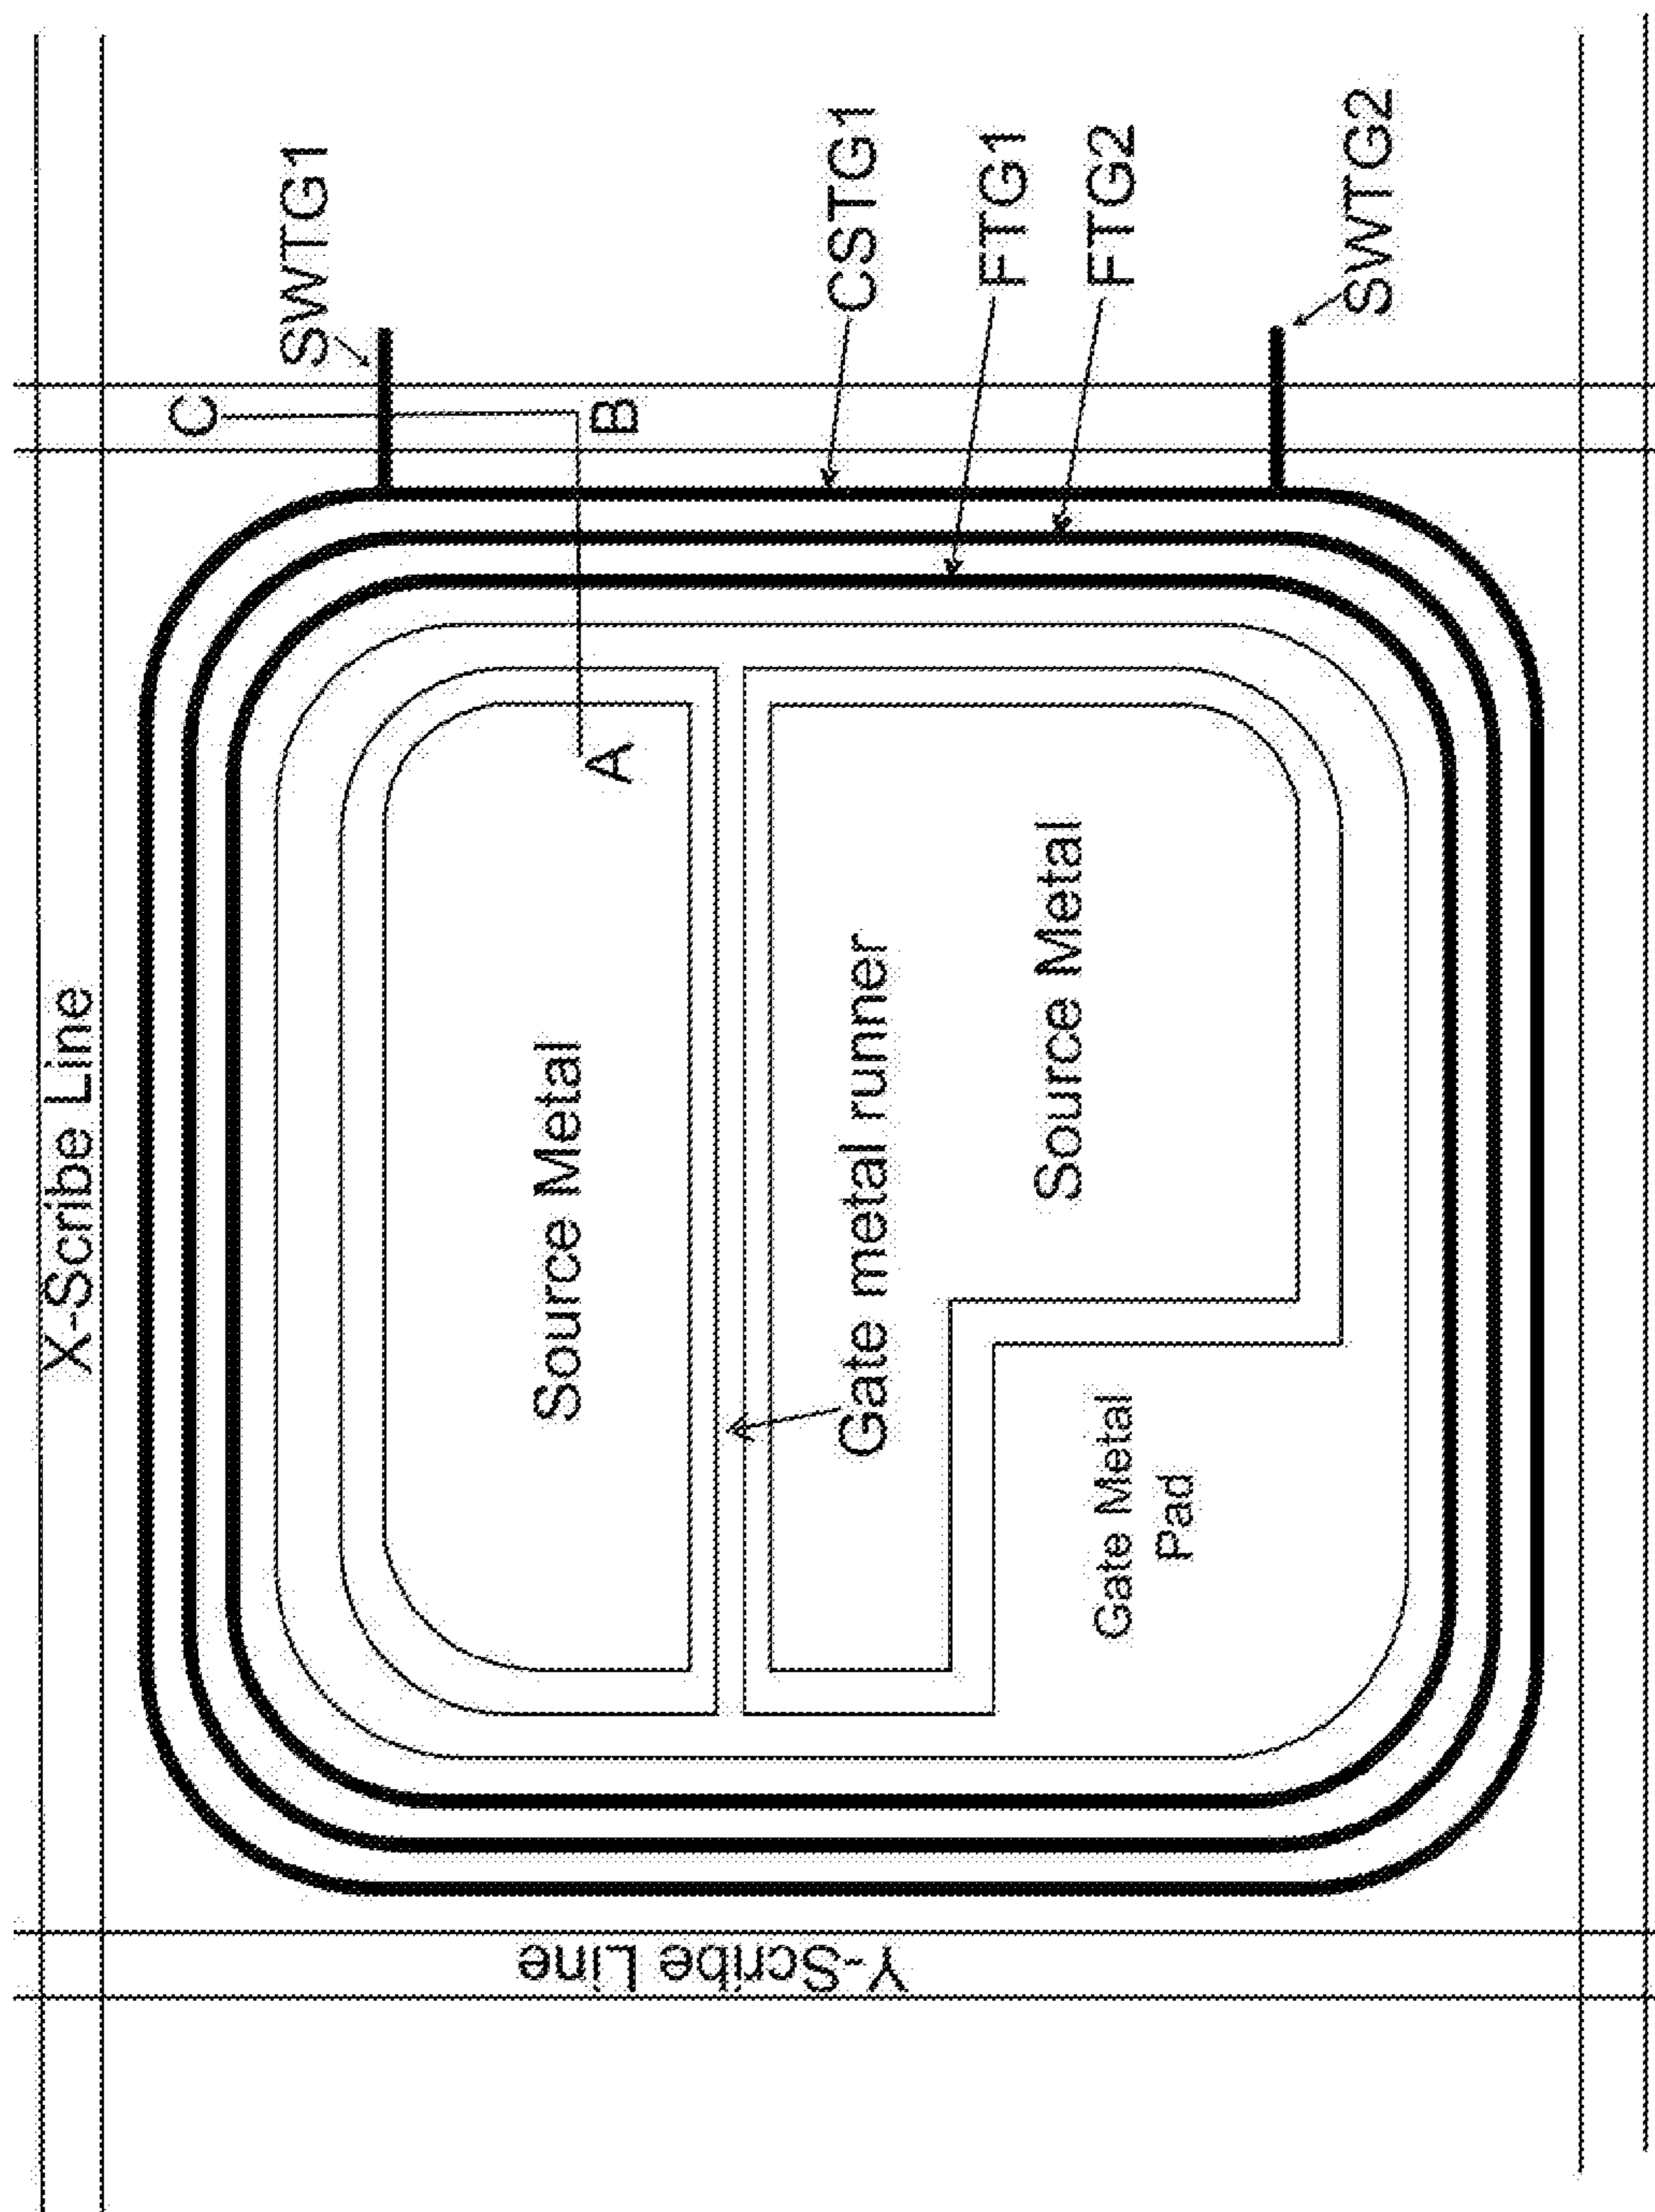 X-Scribe Line
SWTG1
C
B
CSTG1
FTG1
FTG2
SWTG2
A
Source Metal
Gate metal runner
Source Metal
Gate Metal
Pad
Y-Scribe Line